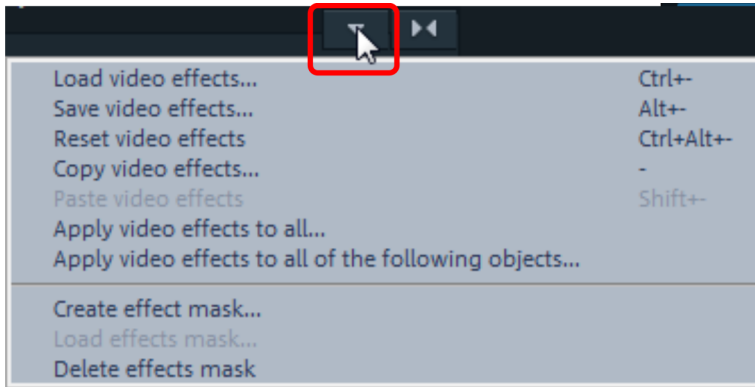 Load video effects... Ctrl+-
Save video effects... Alt+-
Reset video effects Ctrl+Alt+-
Copy video effects... -
Paste video effects Shift+-
Apply video effects to all...
Apply video effects to all of the following objects...
Create effect mask...
Load effects mask...
Delete effects mask